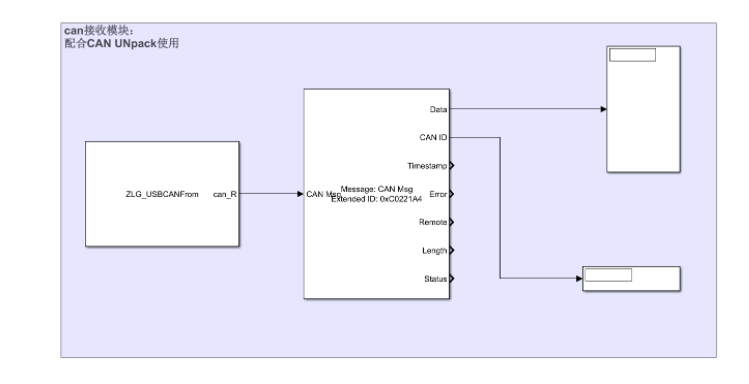 can接收模块:
配合CAN UNpack使用
ZLG_USBCANFrom
can_R
CAN Msg
Message: CAN Msg
Extended ID: 0xC0221A4
Data
CAN ID
Timestamp
Error
Remote
Length
Status